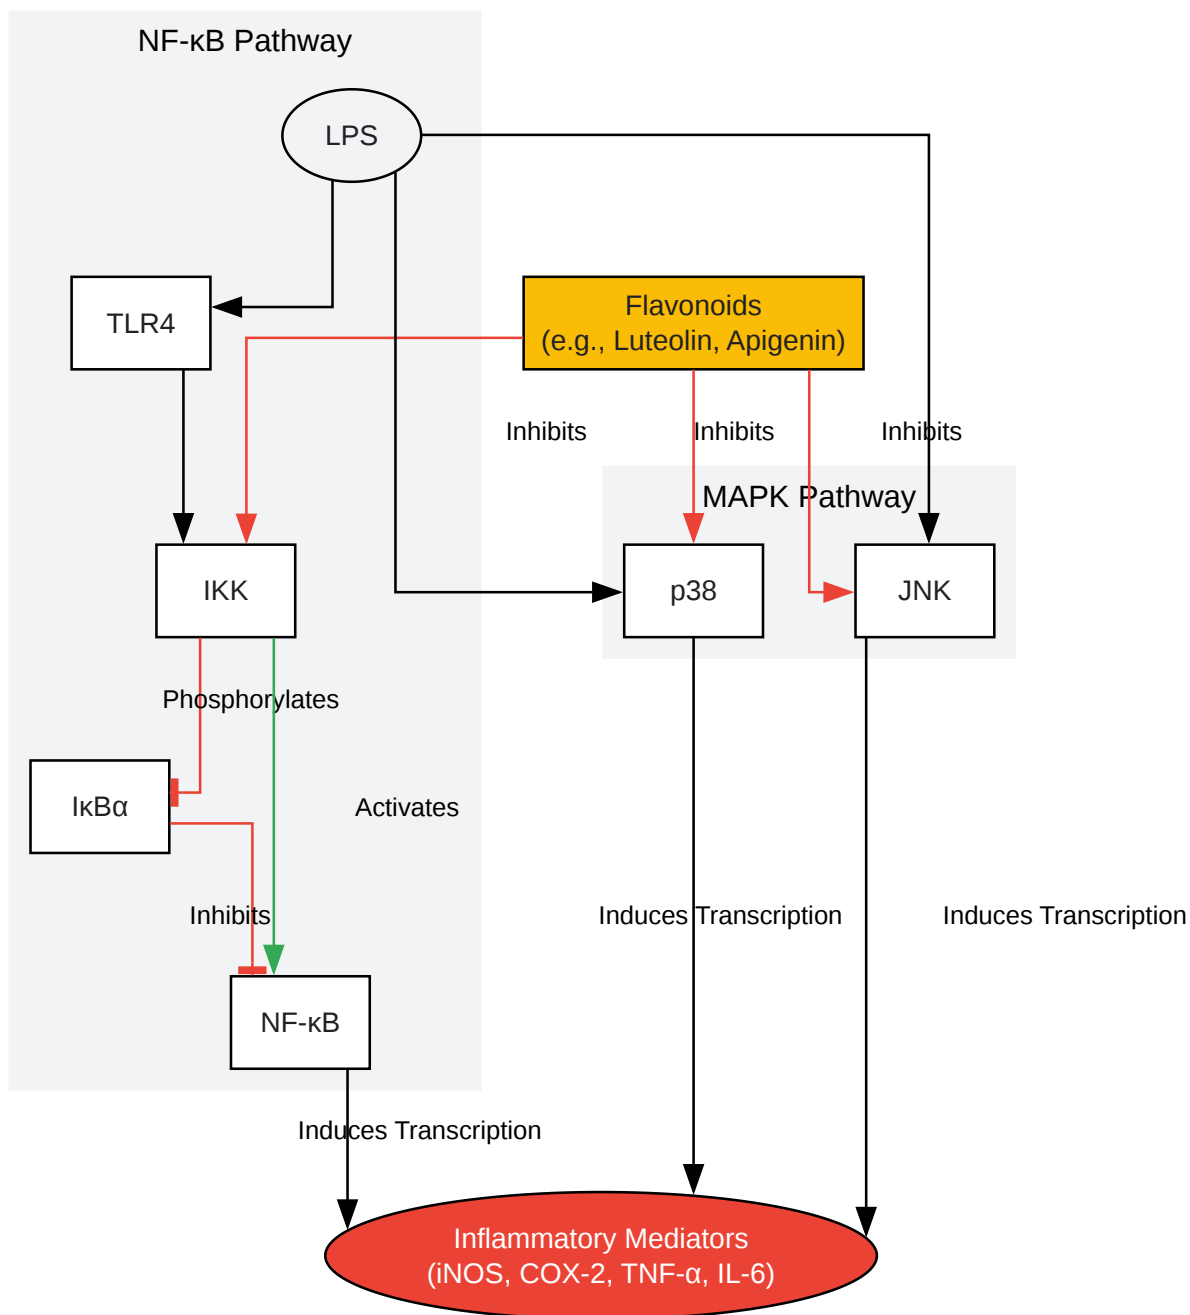 NF-κB Pathway
LPS
TLR4
Flavonoids
(e.g., Luteolin, Apigenin)
Inhibits
Inhibits
Inhibits
MAPK Pathway
IKK
p38
JNK
Phosphorylates
IκBα
Activates
Inhibits
Induces Transcription
Induces Transcription
NF-κB
Induces Transcription
Inflammatory Mediators
(iNOS, COX-2, TNF-α, IL-6)